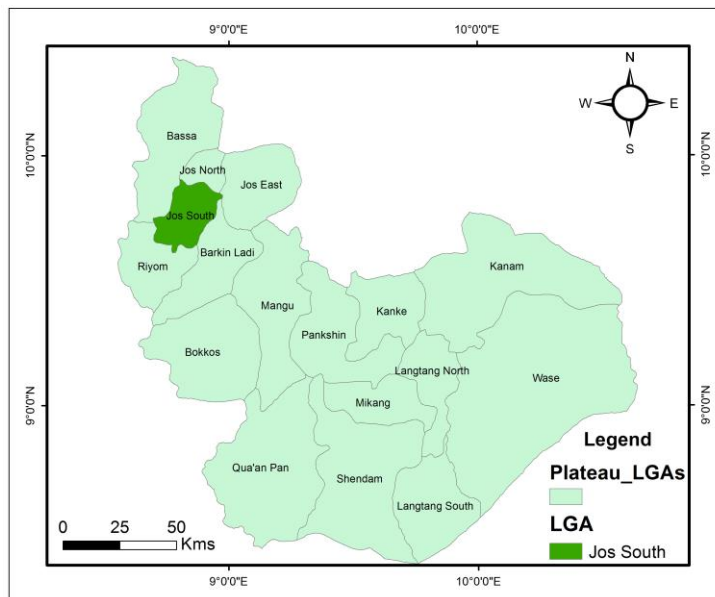 9°0'0"E 10°0'0"E
N
W E
S
Bassa
10°0'0"N 10°0'0"N
Jos North
Jos East
Jos South
Barkin Ladi
Riyom
Kanam
Mangu
Kanke
Pankshin
Bokkos
Langtang North
Wase
Mikang
9°0'0"N 9°0'0"N
Legend
Qua'an Pan
Plateau_LGAs
Shendam
Langtang South
LGA
0 25 50
Kms
Jos South
9°0'0"E 10°0'0"E